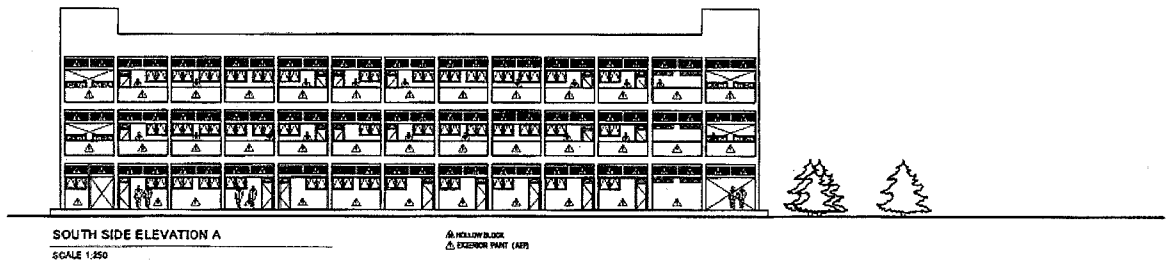 SOUTH SIDE ELEVATION A
SCALE 1:250
HOLLOW BLOCK
EXTERIOR PAINT (AEP)